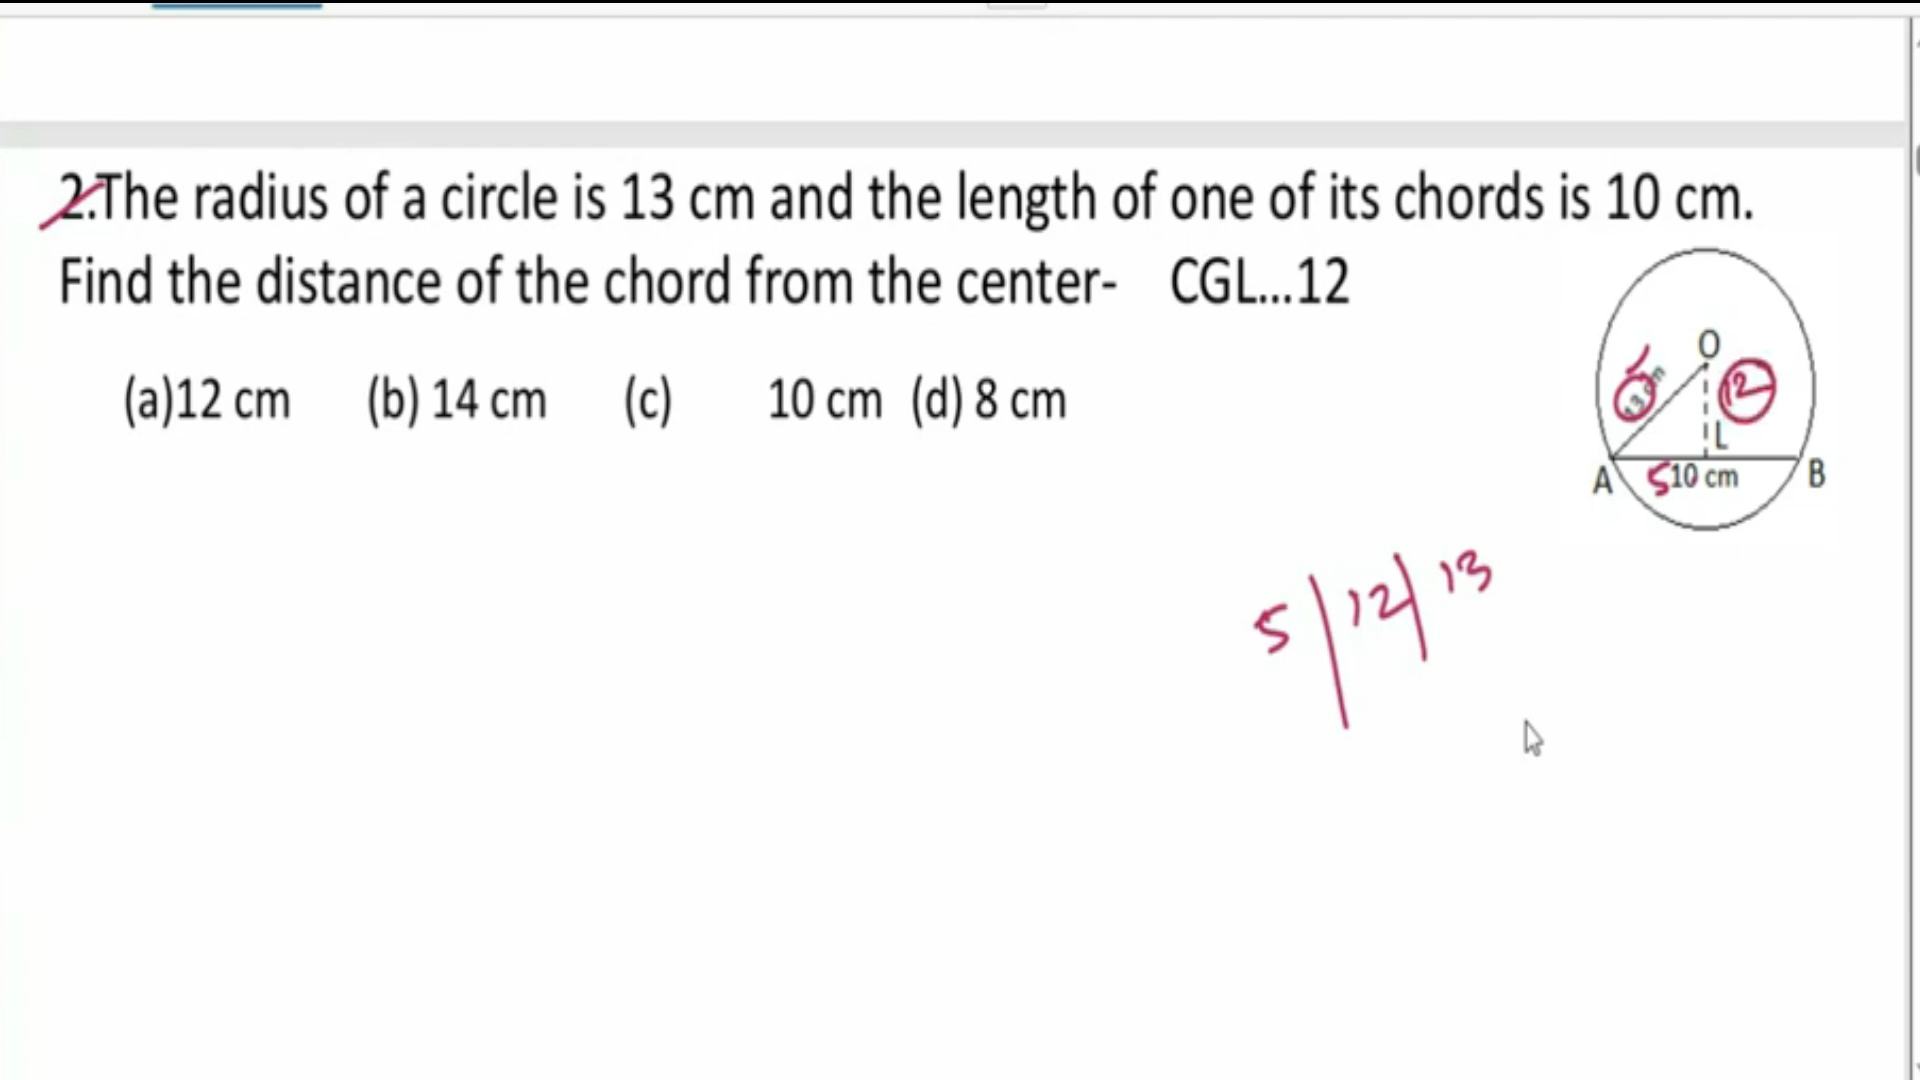 2.The radius of a circle is 13 cm and the length of one of its chords is 10 cm.
Find the distance of the chord from the center- CGL...12
(a)12 cm (b) 14 cm (c) 10 cm (d) 8 cm
O
13 cm 12
L
A 5 10 cm B
5 / 12 / 13